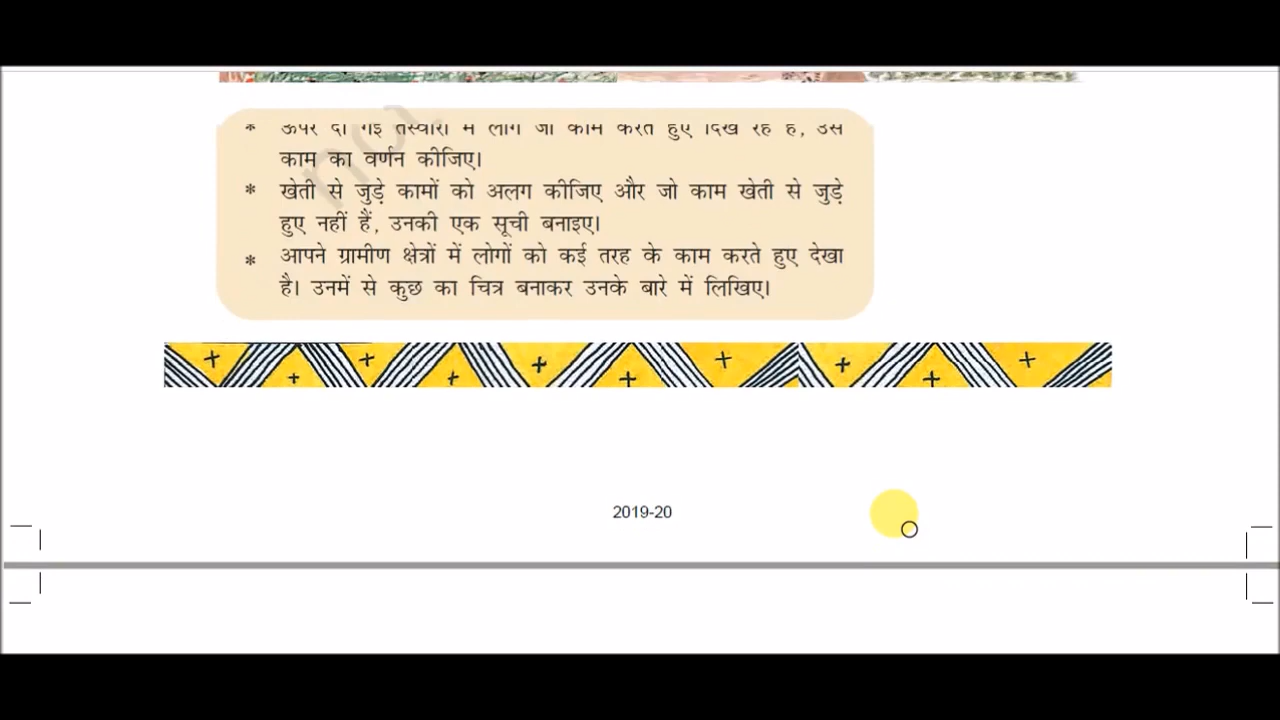 * ऊपर दी गई तस्वीरों में लोग जो काम करते हुए दिख रहे हैं, उस
काम का वर्णन कीजिए।
* खेती से जुड़े कामों को अलग कीजिए और जो काम खेती से जुड़े
हुए नहीं हैं, उनकी एक सूची बनाइए।
* आपने ग्रामीण क्षेत्रों में लोगों को कई तरह के काम करते हुए देखा
है। उनमें से कुछ का चित्र बनाकर उनके बारे में लिखिए।
2019-20